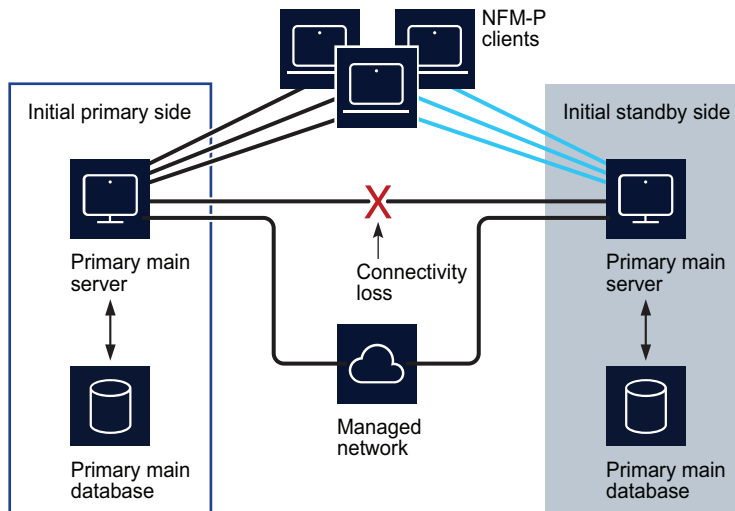 NFM-P
clients
Initial primary side
Initial standby side
X
Primary main
server
Connectivity
loss
Primary main
server
Managed
network
Primary main
database
Primary main
database